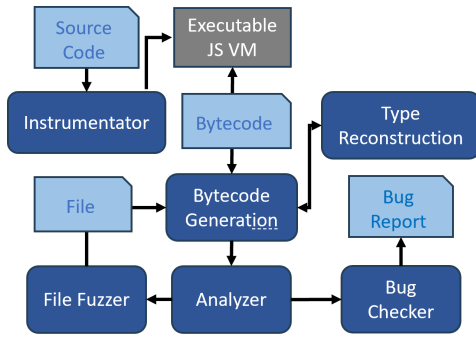 Source
Code
Executable
JS VM
Instrumentator
Bytecode
Type
Reconstruction
File
Bytecode
Generation
Bug
Report
File Fuzzer
Analyzer
Bug
Checker